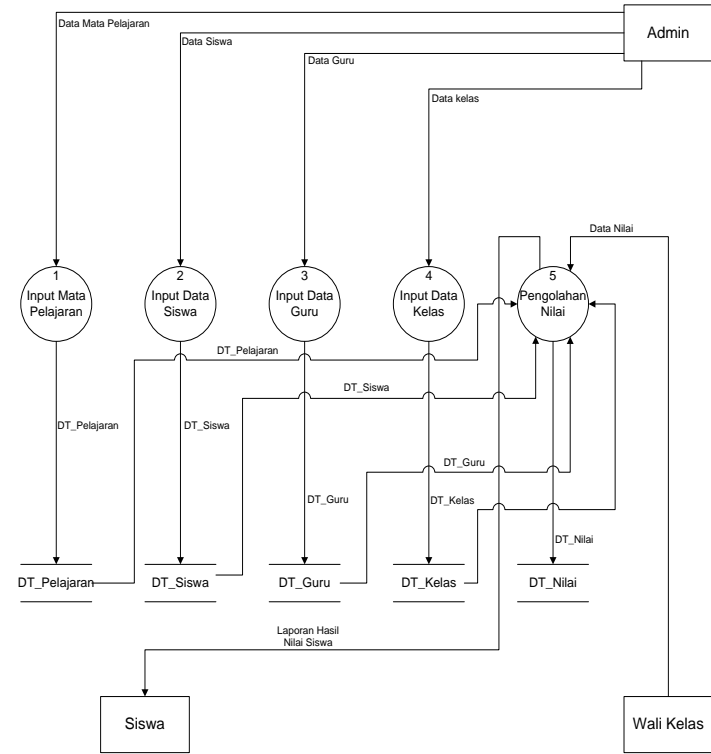 Data Mata Pelajaran
Admin
Data Siswa
Data Guru
Data kelas
Data Nilai
1
Input Mata
Pelajaran
2
Input Data
Siswa
3
Input Data
Guru
4
Input Data
Kelas
5
Pengolahan
Nilai
DT_Pelajaran
DT_Siswa
DT_Pelajaran
DT_Siswa
DT_Guru
DT_Guru
DT_Kelas
DT_Nilai
DT_Pelajaran
DT_Siswa
DT_Guru
DT_Kelas
DT_Nilai
Laporan Hasil
Nilai Siswa
Siswa
Wali Kelas